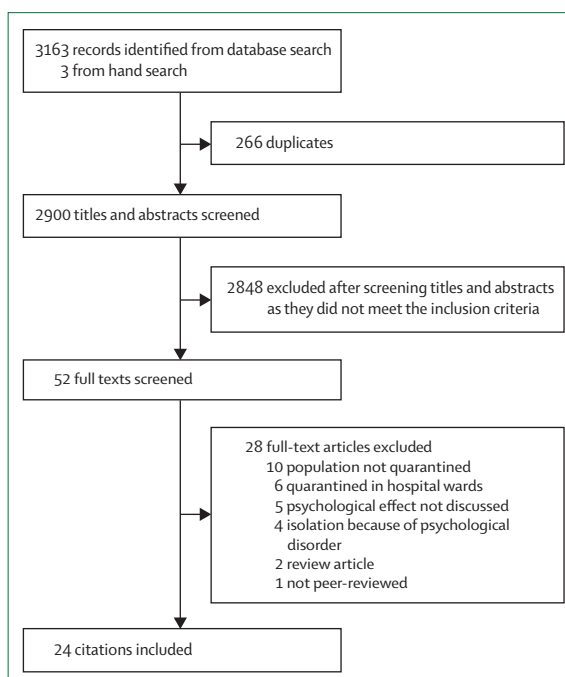 3163 records identified from database search
3 from hand search
266 duplicates
2900 titles and abstracts screened
2848 excluded after screening titles and abstracts
as they did not meet the inclusion criteria
52 full texts screened
28 full-text articles excluded
10 population not quarantined
6 quarantined in hospital wards
5 psychological effect not discussed
4 isolation because of psychological
disorder
2 review article
1 not peer-reviewed
24 citations included